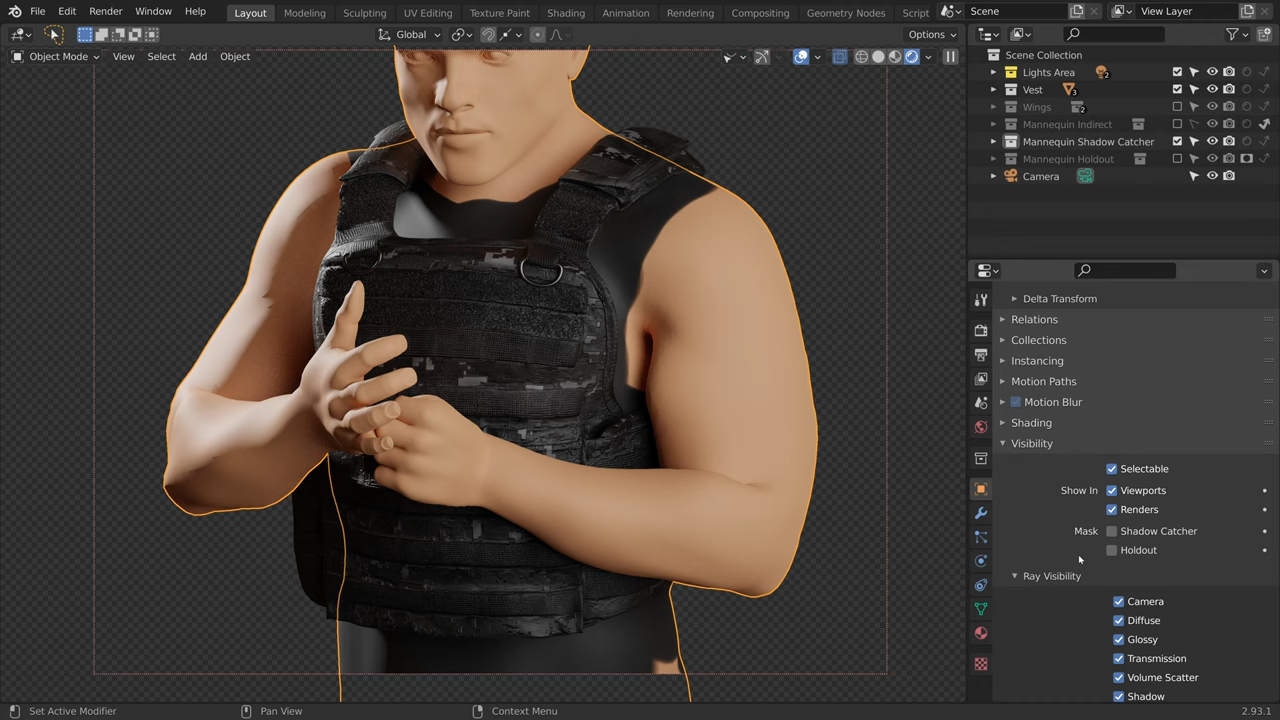 File Edit Render Window Help Layout Modeling Sculpting UV Editing Texture Paint Shading Animation Rendering Compositing Geometry Nodes Script Scene View Layer
Global Options
Object Mode View Select Add Object
Scene Collection
Lights Area 2
Vest 3
Wings 2
Mannequin Indirect
Mannequin Shadow Catcher
Mannequin Holdout
Camera
Delta Transform
Relations
Collections
Instancing
Motion Paths
Motion Blur
Shading
Visibility
Selectable
Show In Viewports
Renders
Mask Shadow Catcher
Holdout
Ray Visibility
Camera
Diffuse
Glossy
Transmission
Volume Scatter
Shadow
Set Active Modifier Pan View Context Menu 2.93.1